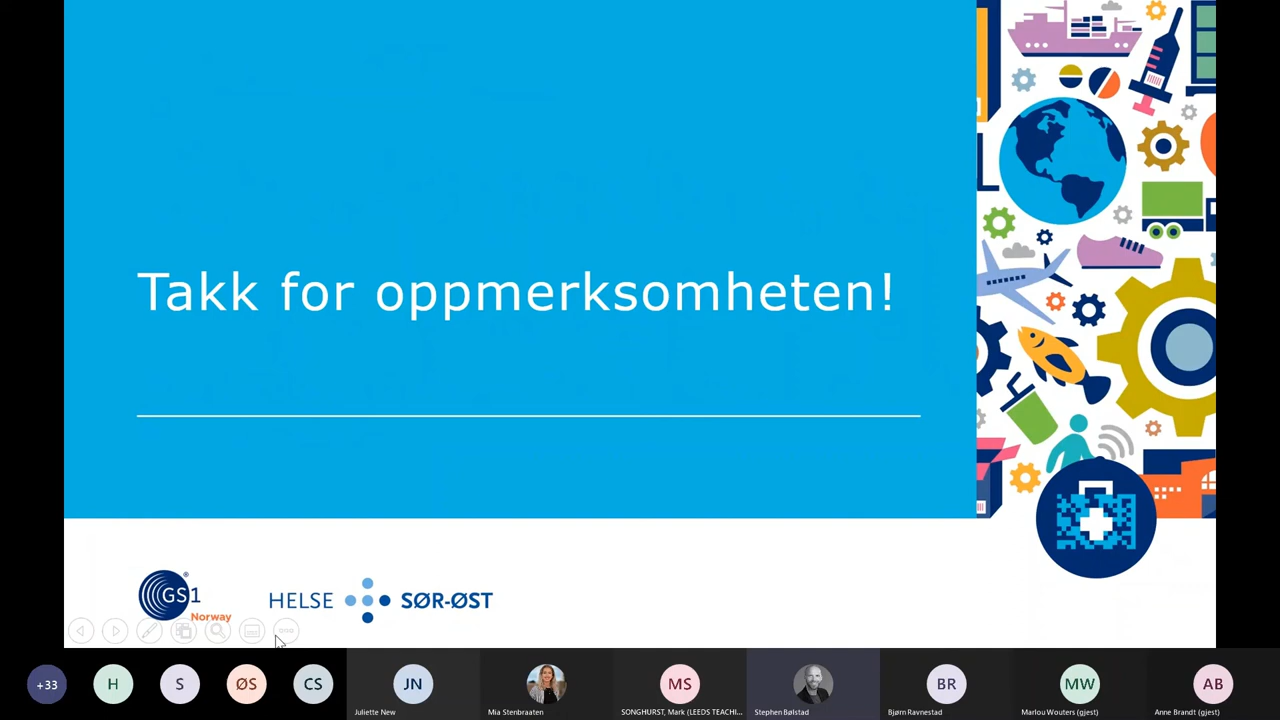 Takk for oppmerksomheten!
GS1
®
Norway
HELSE SØR-ØST
+33
H
S
ØS
CS
JN
MS
BR
MW
AB
Juliette New
Mia Stenbraaten
SONGHURST, Mark (LEEDS TEACHI...
Stephen Bølstad
Bjørn Ravnestad
Marlou Wouters (gjest)
Anne Brandt (gjest)